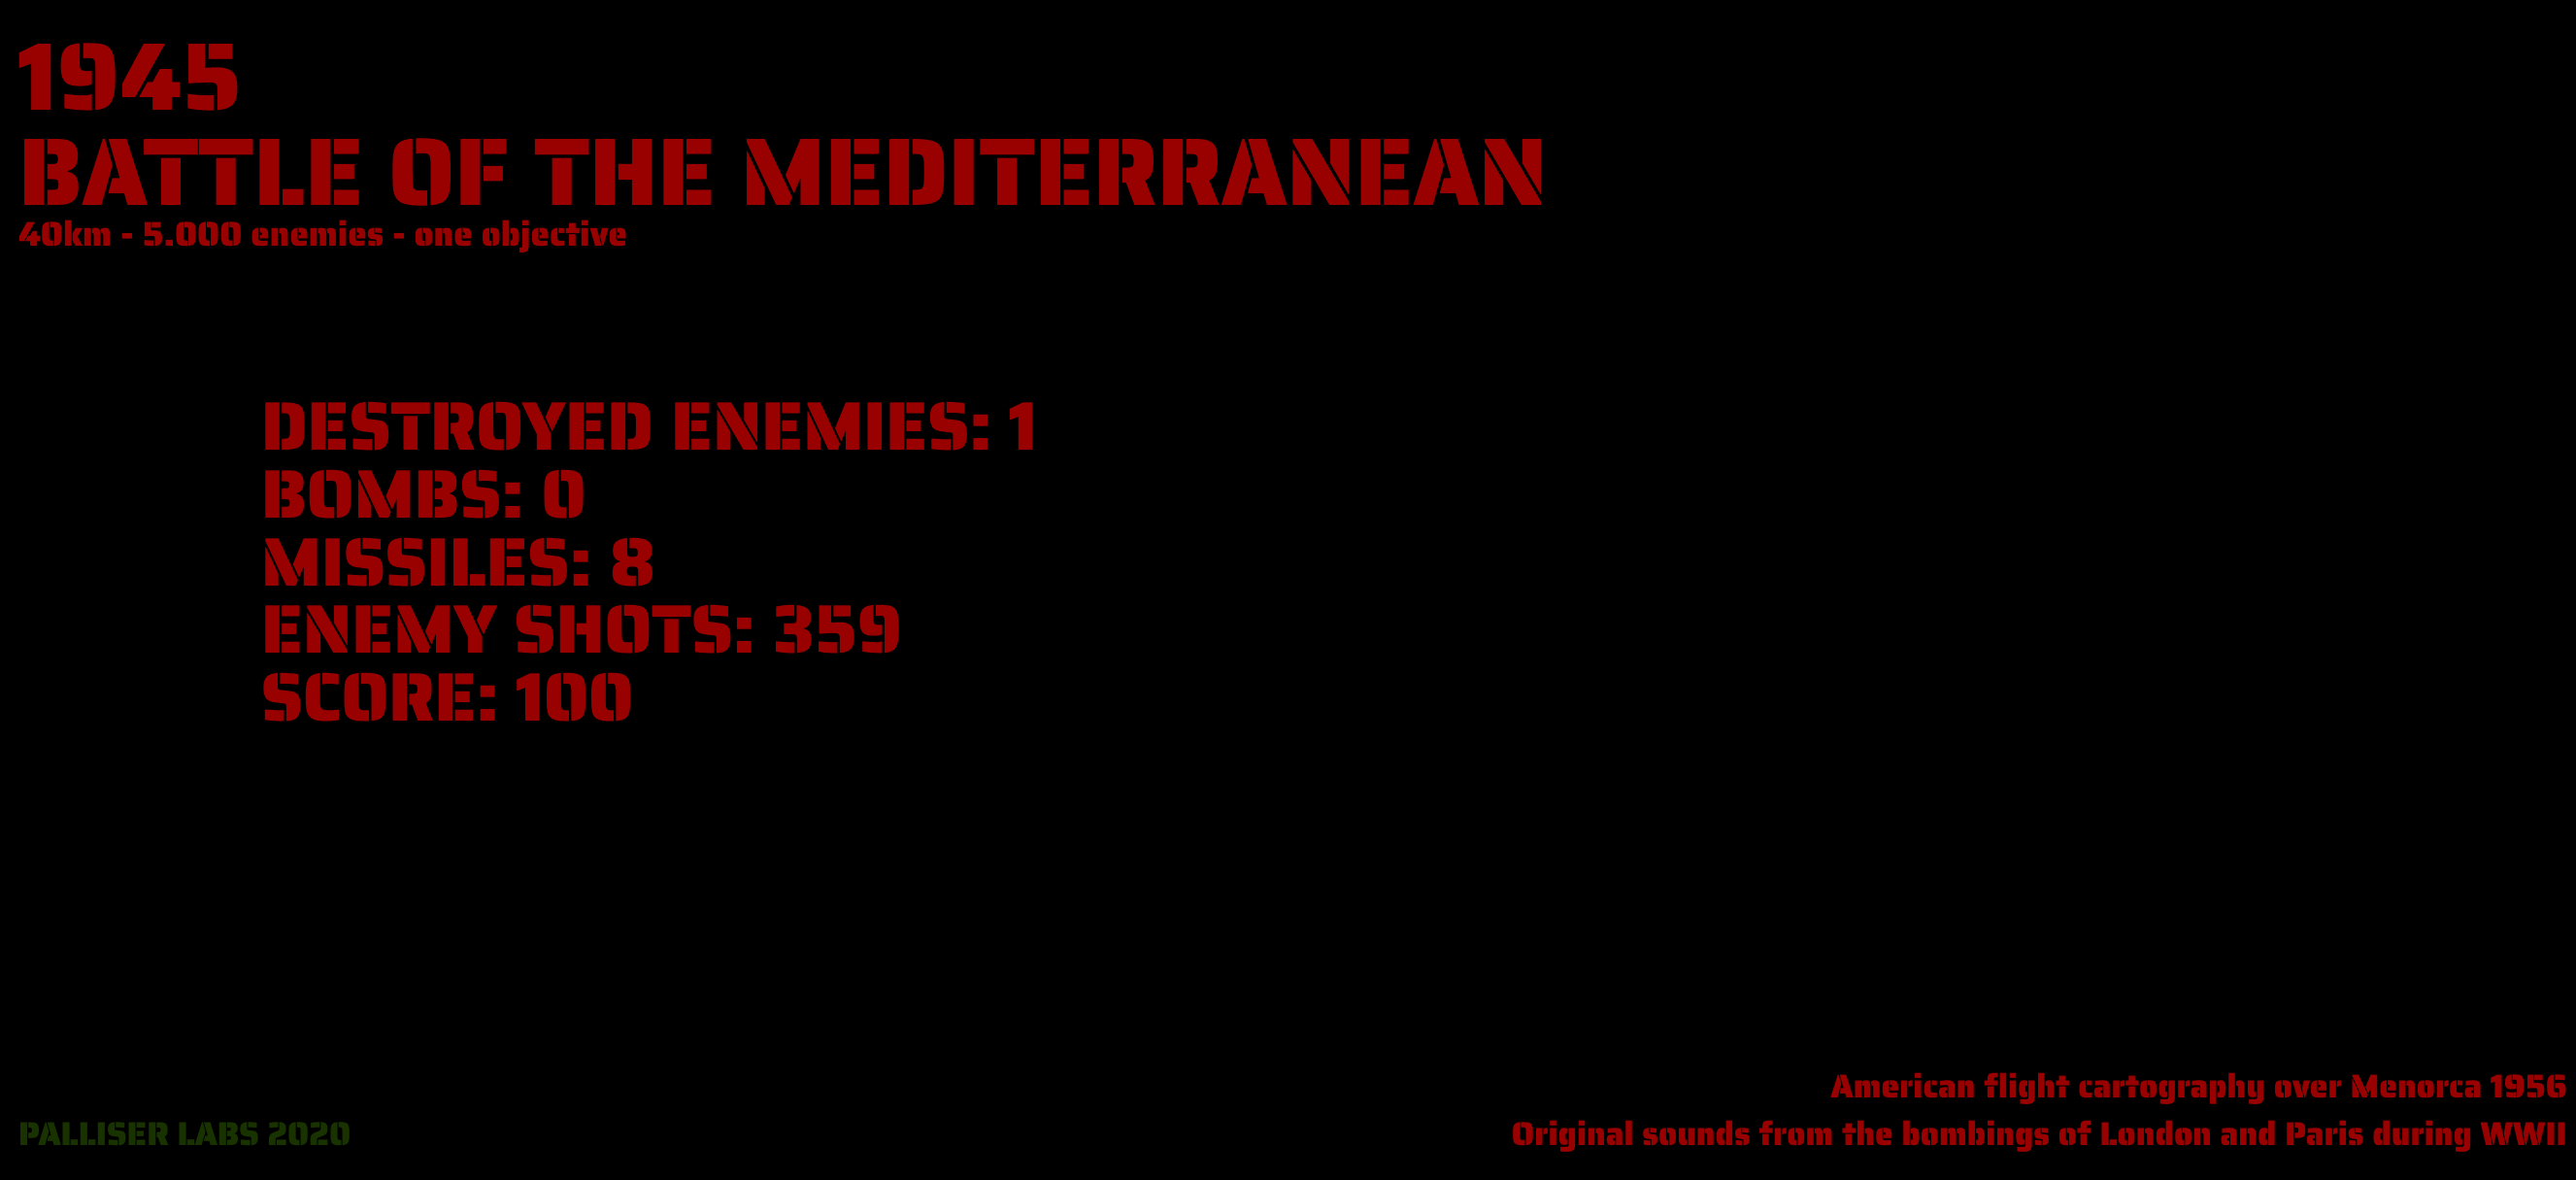 1945
BATTLE OF THE MEDITERRANEAN
40km - 5.000 enemies - one objective
DESTROYED ENEMIES: 1
BOMBS: 0
MISSILES: 8
ENEMY SHOTS: 359
SCORE: 100
American flight cartography over Menorca 1956
PALLISER LABS 2020
Original sounds from the bombings of London and Paris during WWII